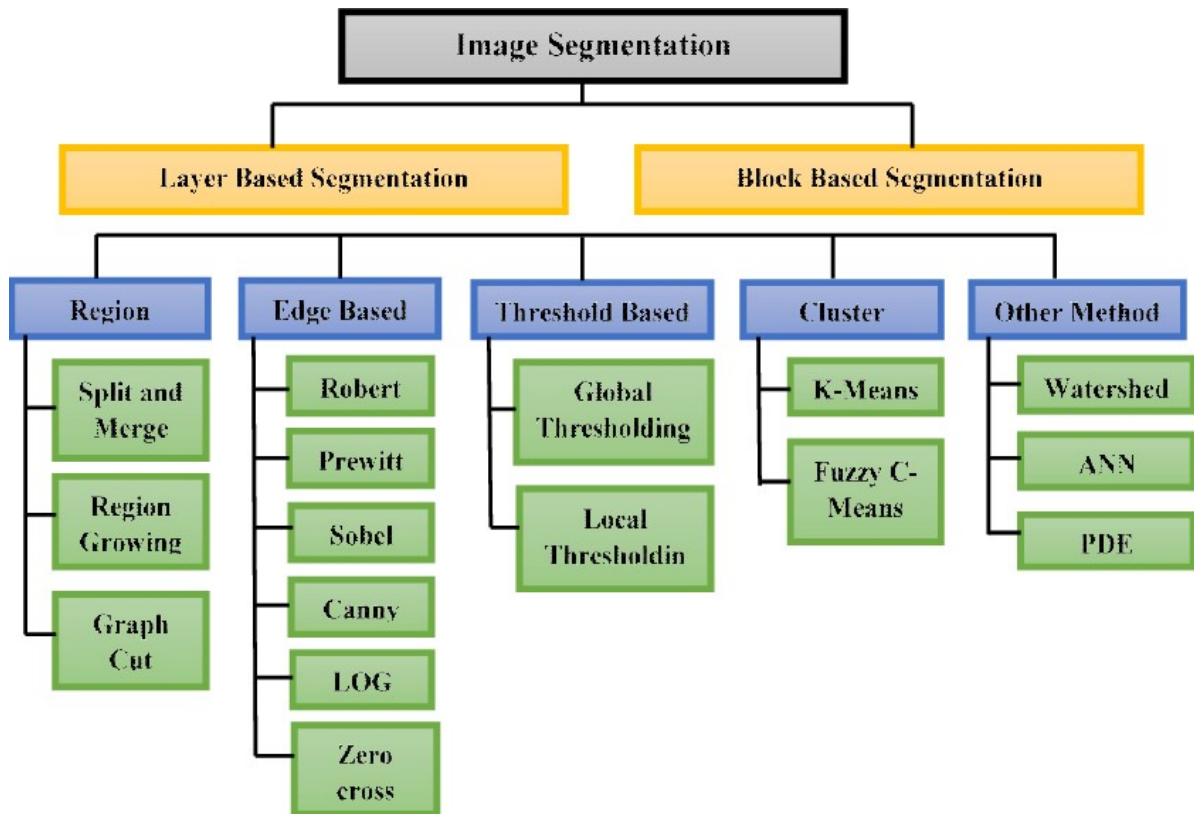 Image Segmentation
Layer Based Segmentation
Block Based Segmentation
Region
Edge Based
Threshold Based
Cluster
Other Method
Split and
Merge
Region
Growing
Graph
Cut
Robert
Prewitt
Sobel
Canny
LOG
Zero
cross
Global
Thresholding
Local
Thresholdin
K-Means
Fuzzy C-
Means
Watershed
ANN
PDE